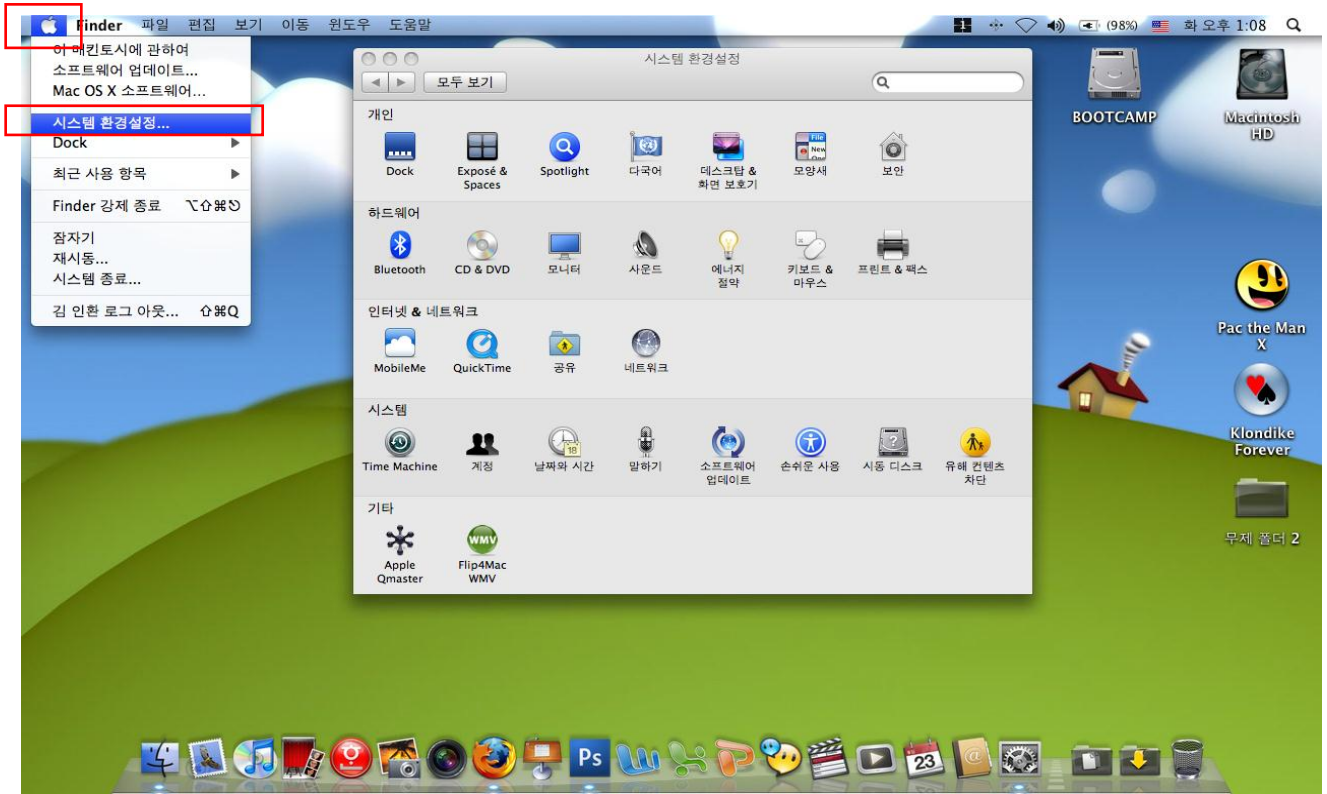 Finder 파일 편집 보기 이동 윈도우 도움말 1 (98%) 화 오후 1:08
이 매킨토시에 관하여
소프트웨어 업데이트...
Mac OS X 소프트웨어...
시스템 환경설정...
Dock
최근 사용 항목
Finder 강제 종료 ⌥⇧⌘⎋
잠자기
재시동...
시스템 종료...
김 인환 로그 아웃... ⇧⌘Q
시스템 환경설정
모두 보기
개인
Dock
Exposé &
Spaces
Spotlight
다국어
데스크탑 &
화면 보호기
File
New
모양새
보안
하드웨어
Bluetooth
CD & DVD
모니터
사운드
에너지
절약
키보드 &
마우스
프린트 & 팩스
인터넷 & 네트워크
MobileMe
QuickTime
공유
네트워크
시스템
Time Machine
계정
18
날짜와 시간
말하기
소프트웨어
업데이트
손쉬운 사용
?
시동 디스크
유해 컨텐츠
차단
기타
Apple
Qmaster
WMV
Flip4Mac
WMV
BOOTCAMP
Macintosh
HD
Pac the Man
X
Klondike
Forever
무제 폴더 2
Ps
23
@